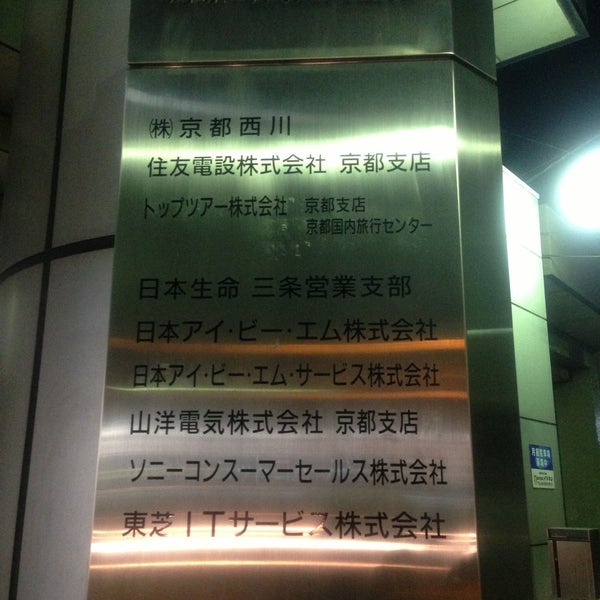 ㈱京都西川
住友電設株式会社 京都支店
トップツアー株式会社 京都支店
京都国内旅行センター
日本生命 三条営業支部
日本アイ・ビー・エム株式会社
日本アイ・ビー・エム・サービス株式会社
山洋電気株式会社 京都支店
ソニーコンスーマーセールス株式会社
東芝ITサービス株式会社